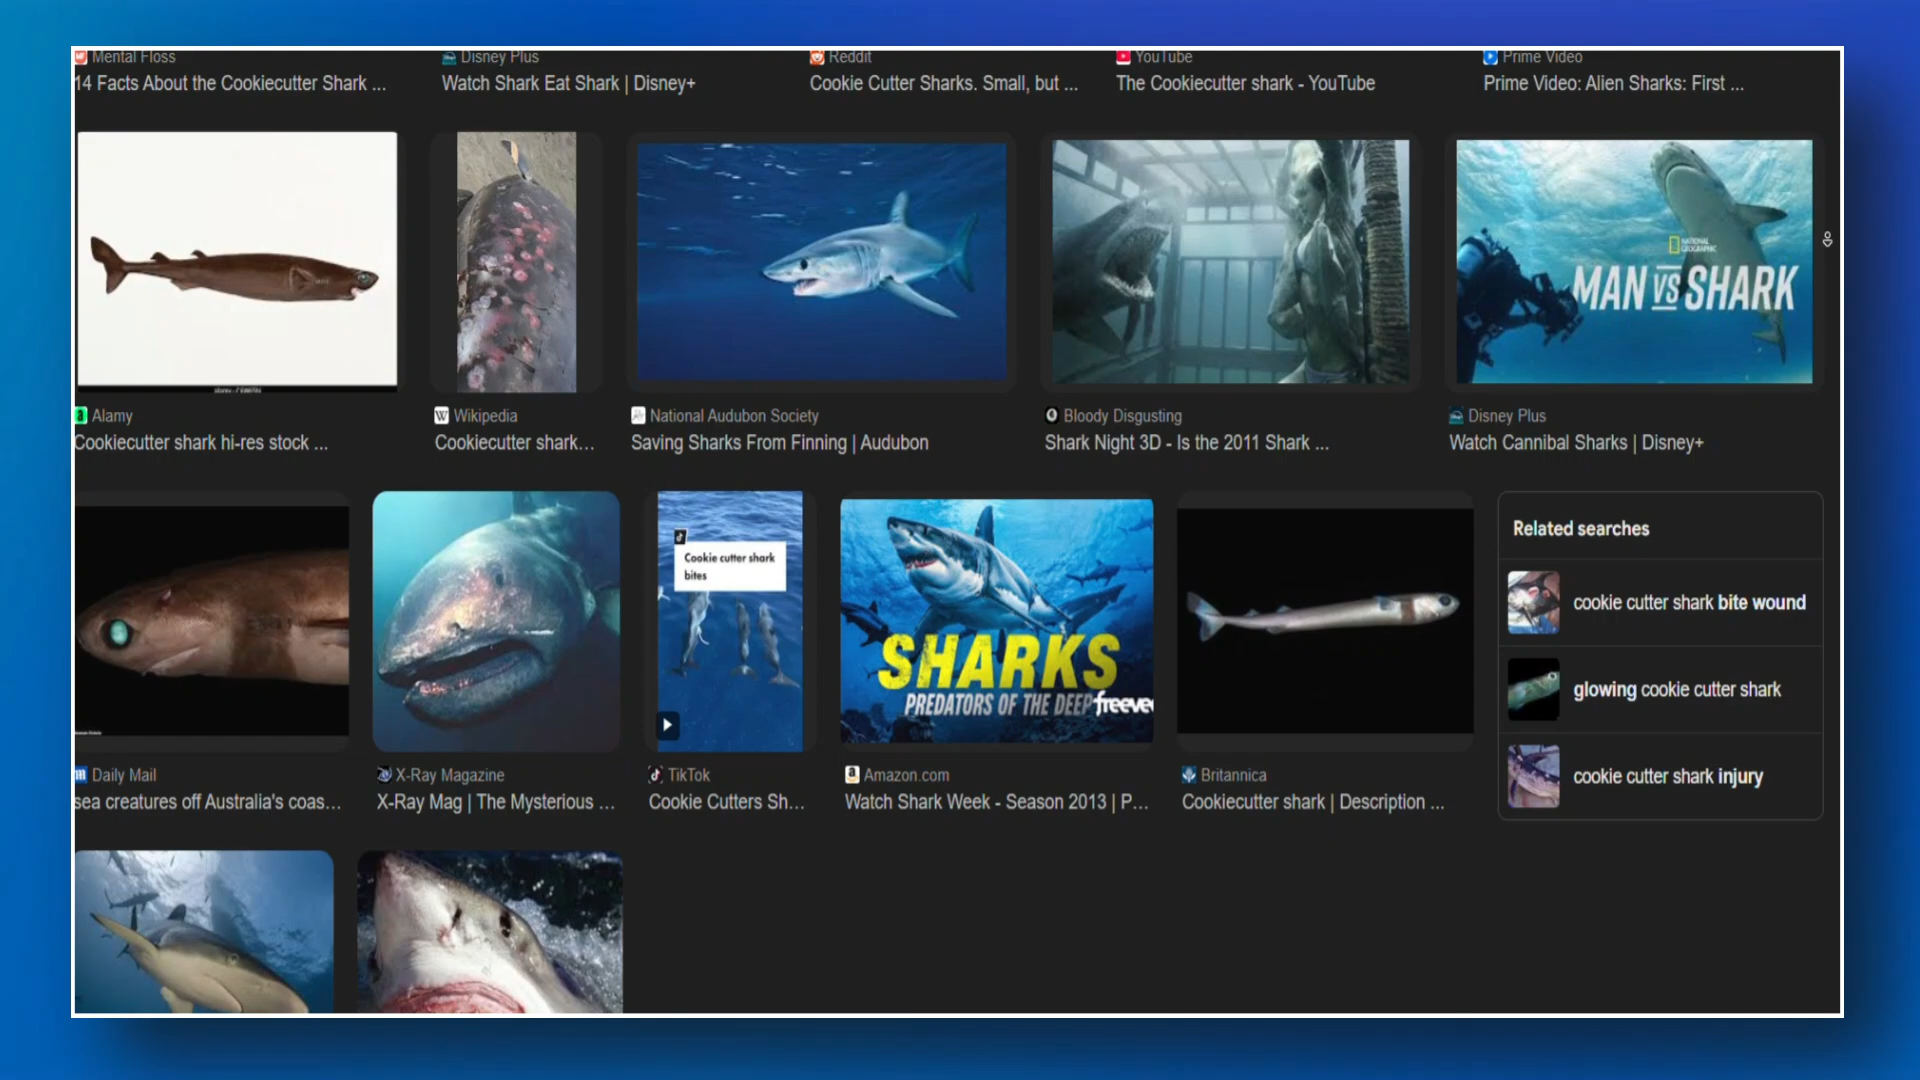 Mental Floss
14 Facts About the Cookiecutter Shark ...
Disney Plus
Watch Shark Eat Shark | Disney+
Reddit
Cookie Cutter Sharks. Small, but ...
YouTube
The Cookiecutter shark - YouTube
Prime Video
Prime Video: Alien Sharks: First ...
NATIONAL
GEOGRAPHIC
MAN VS SHARK
Alamy
Cookiecutter shark hi-res stock ...
Wikipedia
Cookiecutter shark...
National Audubon Society
Saving Sharks From Finning | Audubon
Bloody Disgusting
Shark Night 3D - Is the 2011 Shark ...
Disney Plus
Watch Cannibal Sharks | Disney+
Cookie cutter shark
bites
SHARKS
PREDATORS OF THE DEEP
freeve
Daily Mail
sea creatures off Australia's coas...
X-Ray Magazine
X-Ray Mag | The Mysterious ...
TikTok
Cookie Cutters Sh...
Amazon.com
Watch Shark Week - Season 2013 | P...
Britannica
Cookiecutter shark | Description ...
Related searches
cookie cutter shark bite wound
glowing cookie cutter shark
cookie cutter shark injury